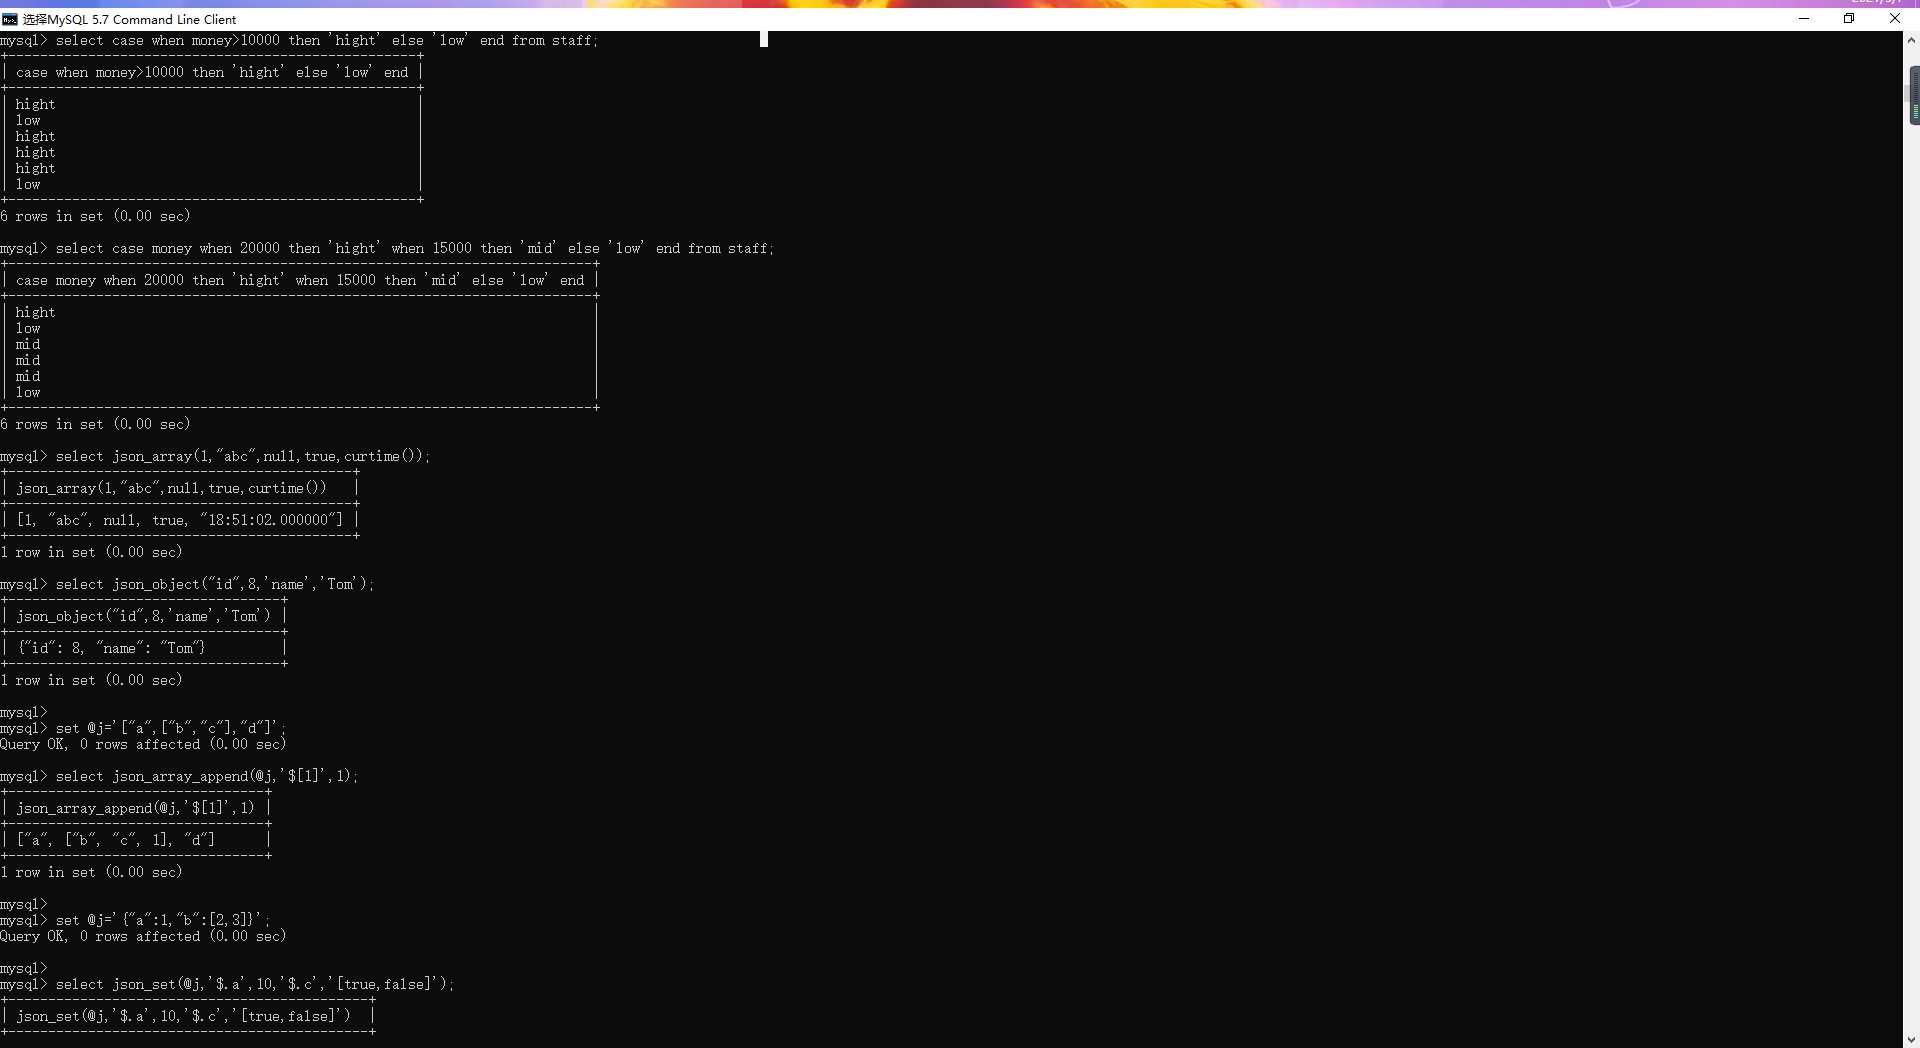 选择MySQL 5.7 Command Line Client
mysql> select case when money>10000 then 'hight' else 'low' end from staff;
+---------------------------------------------------+
| case when money>10000 then 'hight' else 'low' end |
+---------------------------------------------------+
| hight                                             |
| low                                               |
| hight                                             |
| hight                                             |
| hight                                             |
| low                                               |
+---------------------------------------------------+
6 rows in set (0.00 sec)
mysql> select case money when 20000 then 'hight' when 15000 then 'mid' else 'low' end from staff;
+-------------------------------------------------------------------------+
| case money when 20000 then 'hight' when 15000 then 'mid' else 'low' end |
+-------------------------------------------------------------------------+
| hight                                                                   |
| low                                                                     |
| mid                                                                     |
| mid                                                                     |
| mid                                                                     |
| low                                                                     |
+-------------------------------------------------------------------------+
6 rows in set (0.00 sec)
mysql> select json_array(1,"abc",null,true,curtime());
+-------------------------------------------+
| json_array(1,"abc",null,true,curtime())   |
+-------------------------------------------+
| [1, "abc", null, true, "18:51:02.000000"] |
+-------------------------------------------+
1 row in set (0.00 sec)
mysql> select json_object("id",8,'name','Tom');
+----------------------------------+
| json_object("id",8,'name','Tom') |
+----------------------------------+
| {"id": 8, "name": "Tom"}         |
+----------------------------------+
1 row in set (0.00 sec)
mysql>
mysql> set @j='["a",["b","c"],"d"]';
Query OK, 0 rows affected (0.00 sec)
mysql> select json_array_append(@j,'$[1]',1);
+--------------------------------+
| json_array_append(@j,'$[1]',1) |
+--------------------------------+
| ["a", ["b", "c", 1], "d"]      |
+--------------------------------+
1 row in set (0.00 sec)
mysql>
mysql> set @j='{"a":1,"b":[2,3]}';
Query OK, 0 rows affected (0.00 sec)
mysql>
mysql> select json_set(@j,'$.a',10,'$.c','[true,false]');
+---------------------------------------------+
| json_set(@j,'$.a',10,'$.c','[true,false]')  |
+---------------------------------------------+